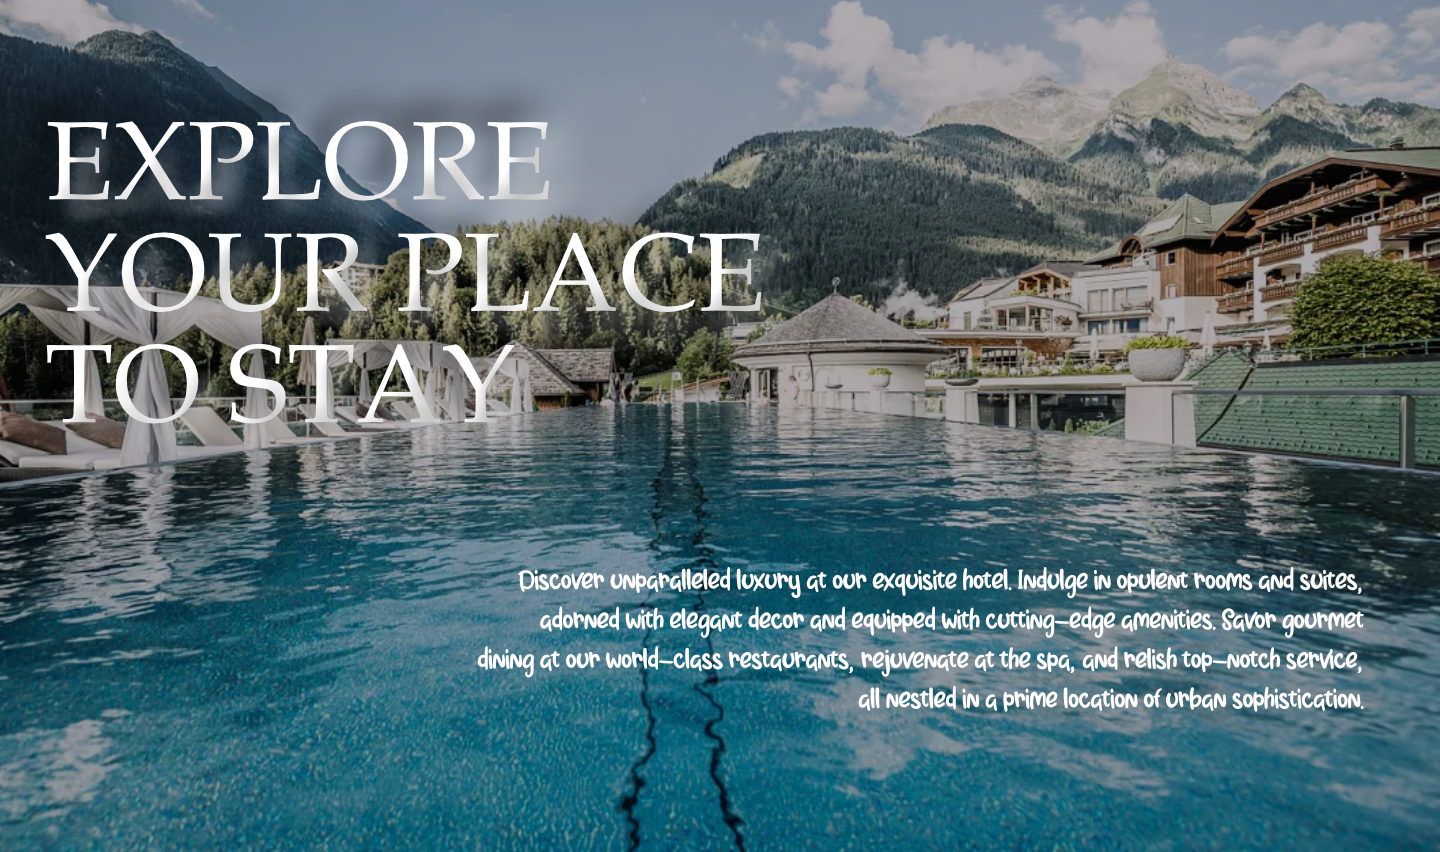 EXPLORE
YOUR PLACE
TO STAY
Discover unparalleled luxury at our exquisite hotel. Indulge in opulent rooms and suites,
adorned with elegant decor and equipped with cutting-edge amenities. Savor gourmet
dining at our world-class restaurants, rejuvenate at the spa, and relish top-notch service,
all nestled in a prime location of urban sophistication.